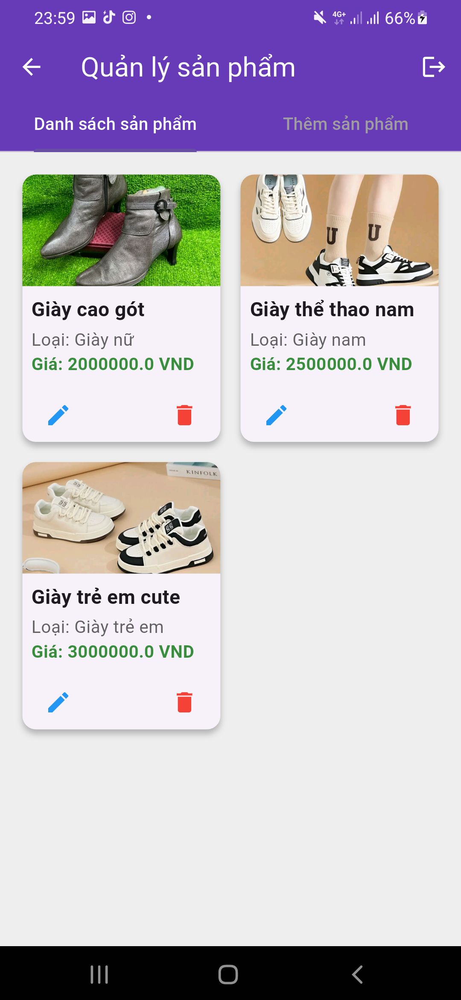 23:59
4G+
66%
Quản lý sản phẩm
Danh sách sản phẩm
Thêm sản phẩm
U
U
Giày cao gót
Loại: Giày nữ
Giá: 2000000.0 VND
Giày thể thao nam
Loại: Giày nam
Giá: 2500000.0 VND
KINFOLK
Giày trẻ em cute
Loại: Giày trẻ em
Giá: 3000000.0 VND